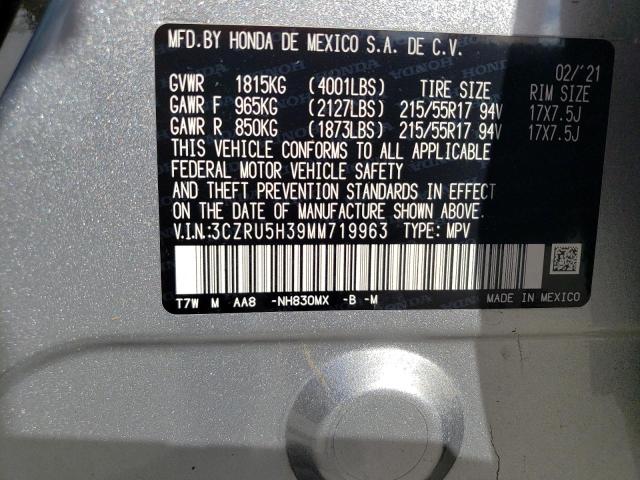 MFD.BY HONDA DE MEXICO S.A. DE C.V.
02/'21
GVWR 1815KG (4001LBS) TIRE SIZE RIM SIZE
GAWR F 965KG (2127LBS) 215/55R17 94V 17X7.5J
GAWR R 850KG (1873LBS) 215/55R17 94V 17X7.5J
THIS VEHICLE CONFORMS TO ALL APPLICABLE
FEDERAL MOTOR VEHICLE SAFETY
AND THEFT PREVENTION STANDARDS IN EFFECT
ON THE DATE OF MANUFACTURE SHOWN ABOVE.
V.I.N:3CZRU5H39MM719963 TYPE: MPV
T7W M AA8 -NH830MX -B -M MADE IN MEXICO